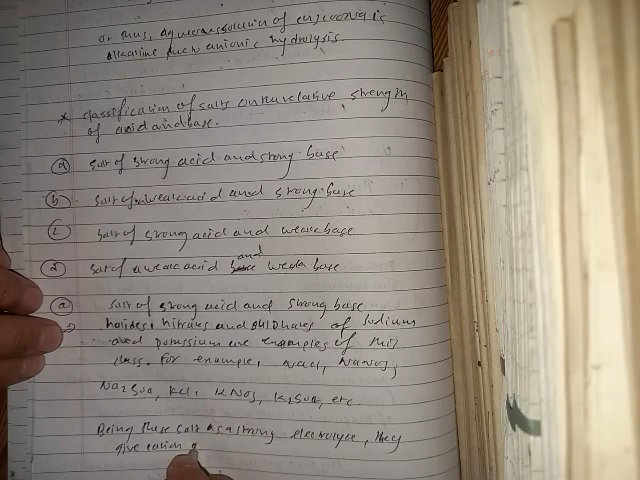 or thus, aqueous solution of is
alkaline anionic hydrolysis.
* classification of salts on relative strength
of acid and base.
(a) salt of strong acid and strong base
(b) salt of weak acid and strong base
(c) salt of strong acid and weak base
(d) salt of a weak acid and weak base
(a) salt of strong acid and strong base
halides, nitrates and sulphates of sodium
and potassium are examples of this
class. for example, NaCl, NaNO3,
Na2SO4, KCl, KNO3, K2SO4, etc.
Being these salt as a strong electrolyte, they
give cation